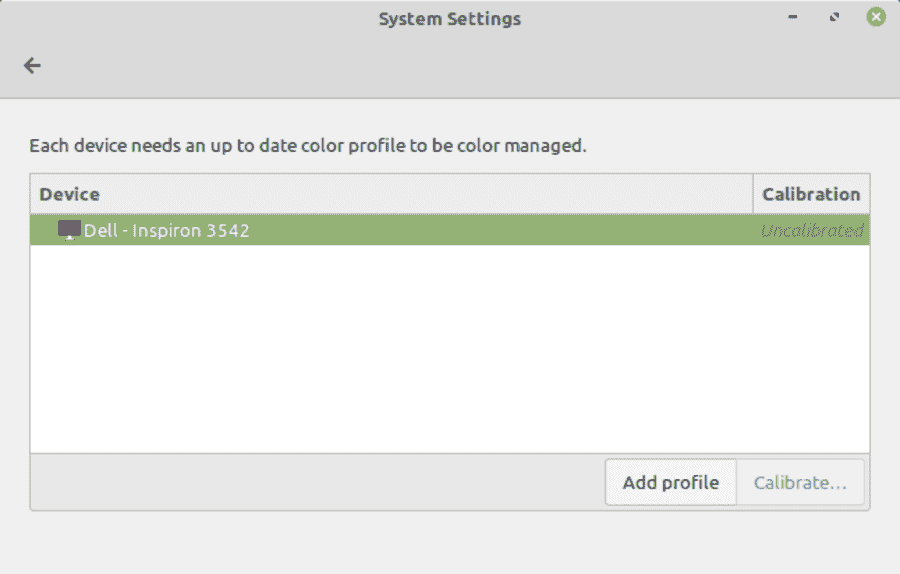 System Settings
Each device needs an up to date color profile to be color managed.
Device Calibration
Dell - Inspiron 3542 Uncalibrated
Add profile Calibrate...